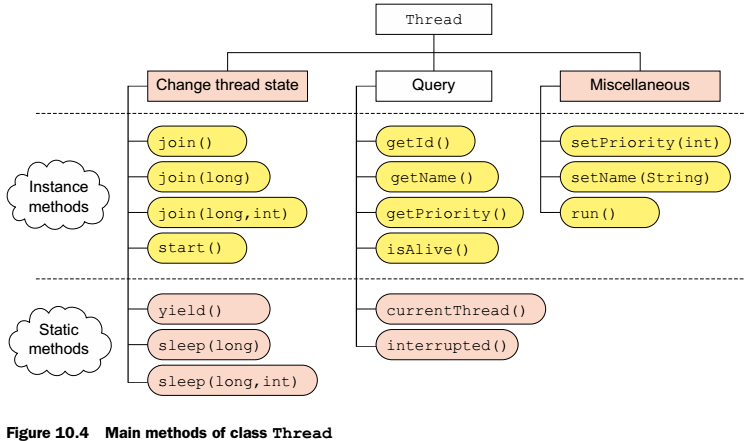 Thread
Change thread state
Query
Miscellaneous
Instance
methods
join()
join(long)
join(long,int)
start()
getId()
getName()
getPriority()
isAlive()
setPriority(int)
setName(String)
run()
Static
methods
yield()
sleep(long)
sleep(long,int)
currentThread()
interrupted()
Figure 10.4 Main methods of class Thread